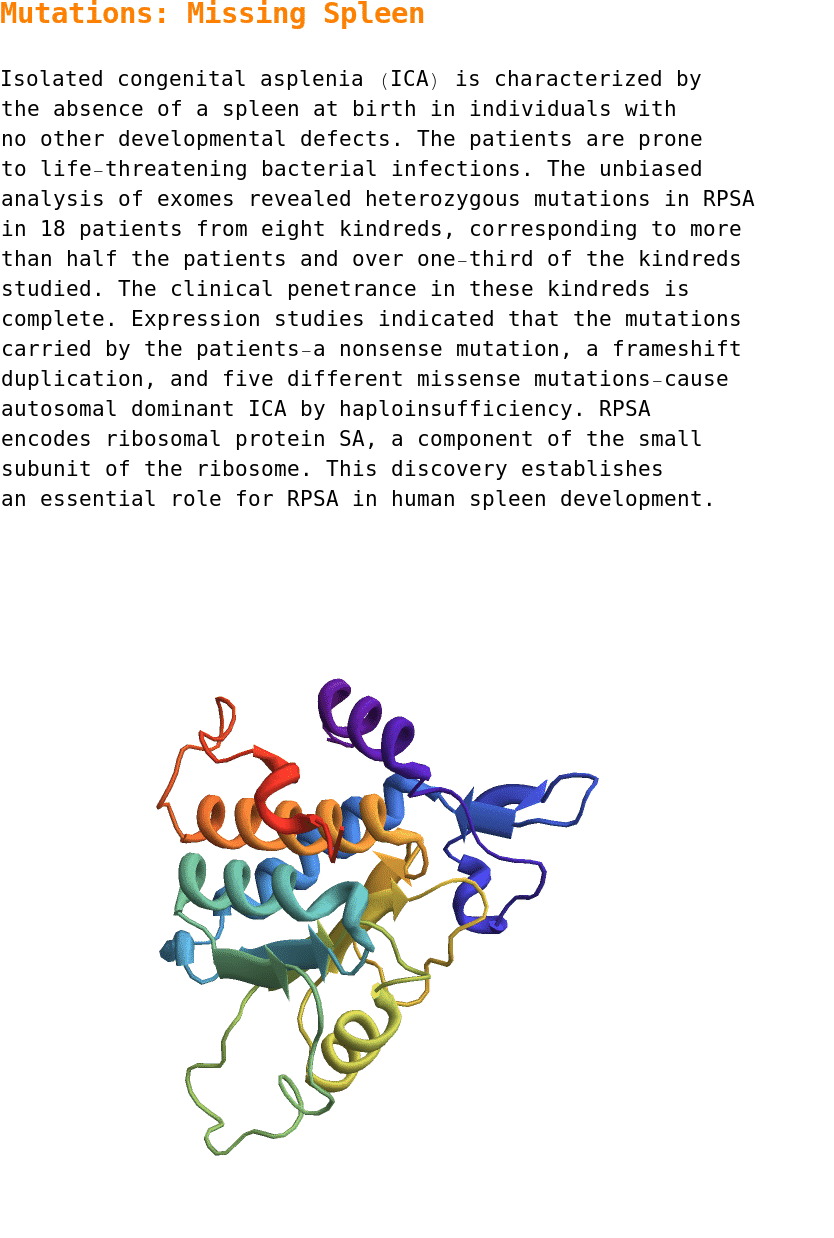 Mutations: Missing Spleen
Isolated congenital asplenia (ICA) is characterized by
the absence of a spleen at birth in individuals with
no other developmental defects. The patients are prone
to life-threatening bacterial infections. The unbiased
analysis of exomes revealed heterozygous mutations in RPSA
in 18 patients from eight kindreds, corresponding to more
than half the patients and over one-third of the kindreds
studied. The clinical penetrance in these kindreds is
complete. Expression studies indicated that the mutations
carried by the patients-a nonsense mutation, a frameshift
duplication, and five different missense mutations-cause
autosomal dominant ICA by haploinsufficiency. RPSA
encodes ribosomal protein SA, a component of the small
subunit of the ribosome. This discovery establishes
an essential role for RPSA in human spleen development.